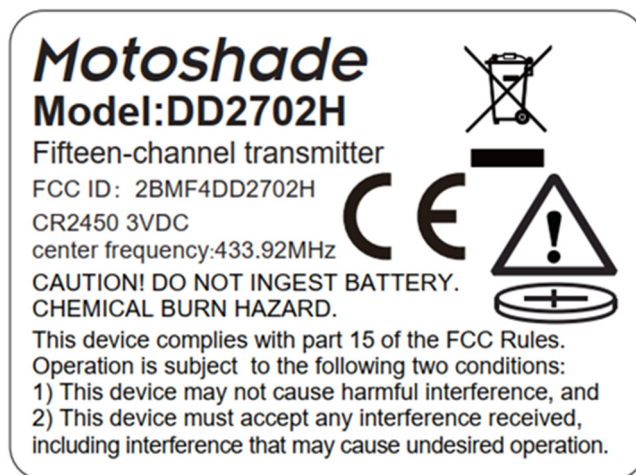 Motoshade
Model:DD2702H
Fifteen-channel transmitter
FCC ID: 2BMF4DD2702H
CR2450 3VDC
center frequency:433.92MHz
CE
CAUTION! DO NOT INGEST BATTERY.
CHEMICAL BURN HAZARD.
This device complies with part 15 of the FCC Rules.
Operation is subject to the following two conditions:
1) This device may not cause harmful interference, and
2) This device must accept any interference received,
including interference that may cause undesired operation.